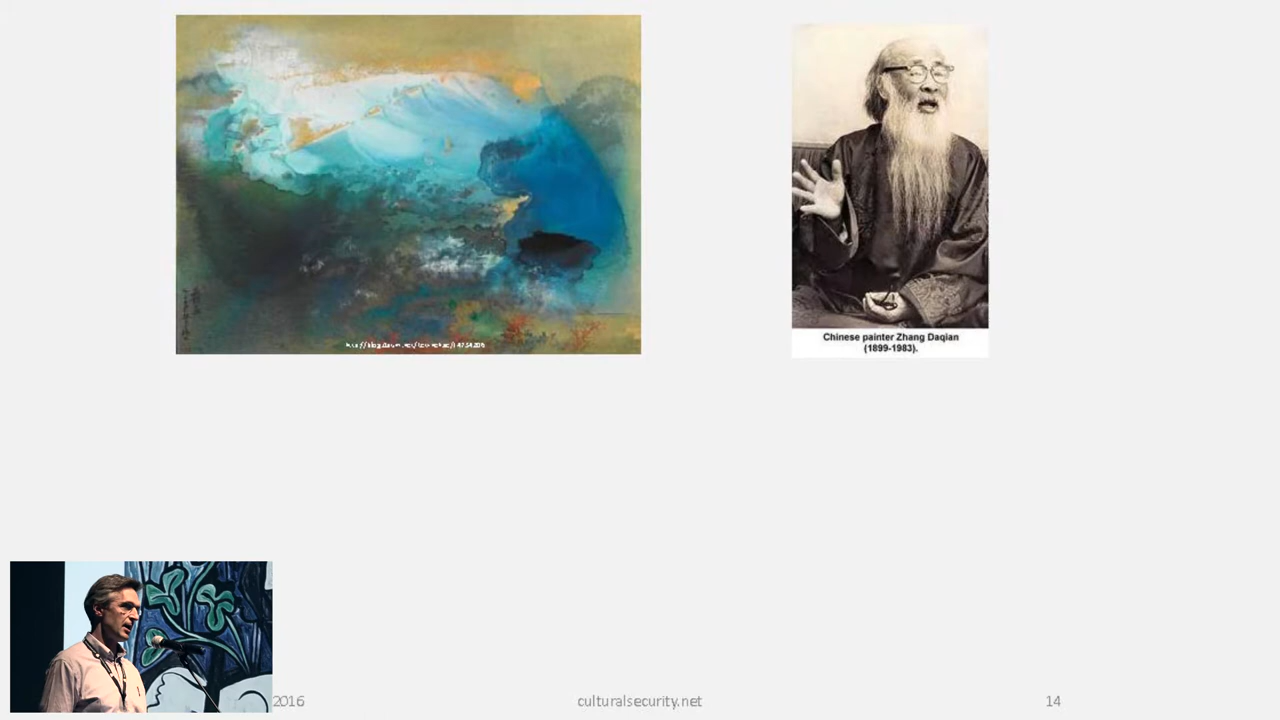 Chinese painter Zhang Daqian
(1899-1983).
2016
culturalsecurity.net
14